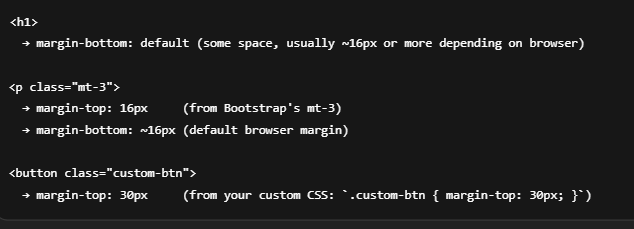 <h1>
→ margin-bottom: default (some space, usually ~16px or more depending on browser)
<p class="mt-3">
→ margin-top: 16px (from Bootstrap's mt-3)
→ margin-bottom: ~16px (default browser margin)
<button class="custom-btn">
→ margin-top: 30px (from your custom CSS: `.custom-btn { margin-top: 30px; }`)